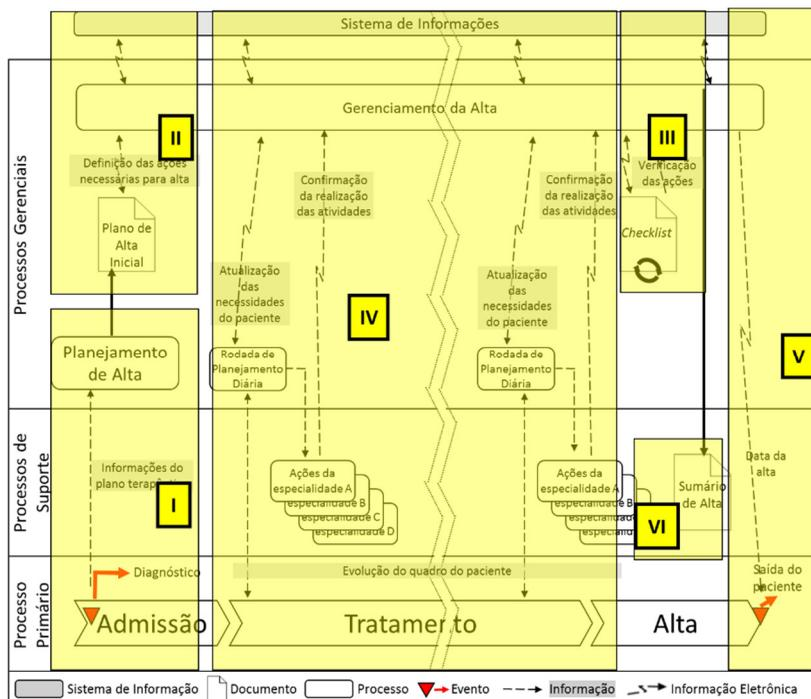 Sistema de Informações
Gerenciamento da Alta
II
III
Definição das ações
necessárias para alta
Confirmação
da realização
das atividades
Confirmação
da realização
das atividades
Verificação
das ações
Plano de
Alta
Inicial
Checklist
Atualização
das
necessidades
do paciente
Atualização
das
necessidades
do paciente
IV
V
Processos Gerenciais
Planejamento
de Alta
Rodada de
Planejamento
Diária
Rodada de
Planejamento
Diária
Processos de
Suporte
Informações do
plano
I
Ações da
especialidade A
especialidade B
especialidade C
especialidade D
Ações da
especialidade A
especialidade B
VI
Sumário
de Alta
Data da
alta
Processo
Primário
Diagnóstico
Evolução do quadro do paciente
Saída do
paciente
Admissão
Tratamento
Alta
Sistema de Informação
Documento
Processo
Evento
Informação
Informação Eletrônica